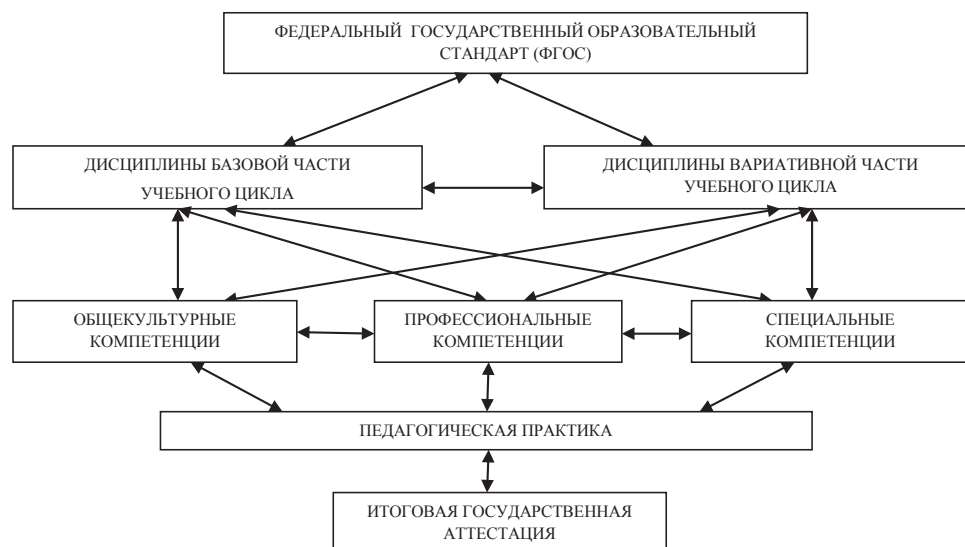 ФЕДЕРАЛЬНЫЙ ГОСУДАРСТВЕННЫЙ ОБРАЗОВАТЕЛЬНЫЙ
СТАНДАРТ (ФГОС)
ДИСЦИПЛИНЫ БАЗОВОЙ ЧАСТИ
УЧЕБНОГО ЦИКЛА
ДИСЦИПЛИНЫ ВАРИАТИВНОЙ ЧАСТИ
УЧЕБНОГО ЦИКЛА
ОБЩЕКУЛЬТУРНЫЕ
КОМПЕТЕНЦИИ
ПРОФЕССИОНАЛЬНЫЕ
КОМПЕТЕНЦИИ
СПЕЦИАЛЬНЫЕ
КОМПЕТЕНЦИИ
ПЕДАГОГИЧЕСКАЯ ПРАКТИКА
ИТОГОВАЯ ГОСУДАРСТВЕННАЯ
АТТЕСТАЦИЯ